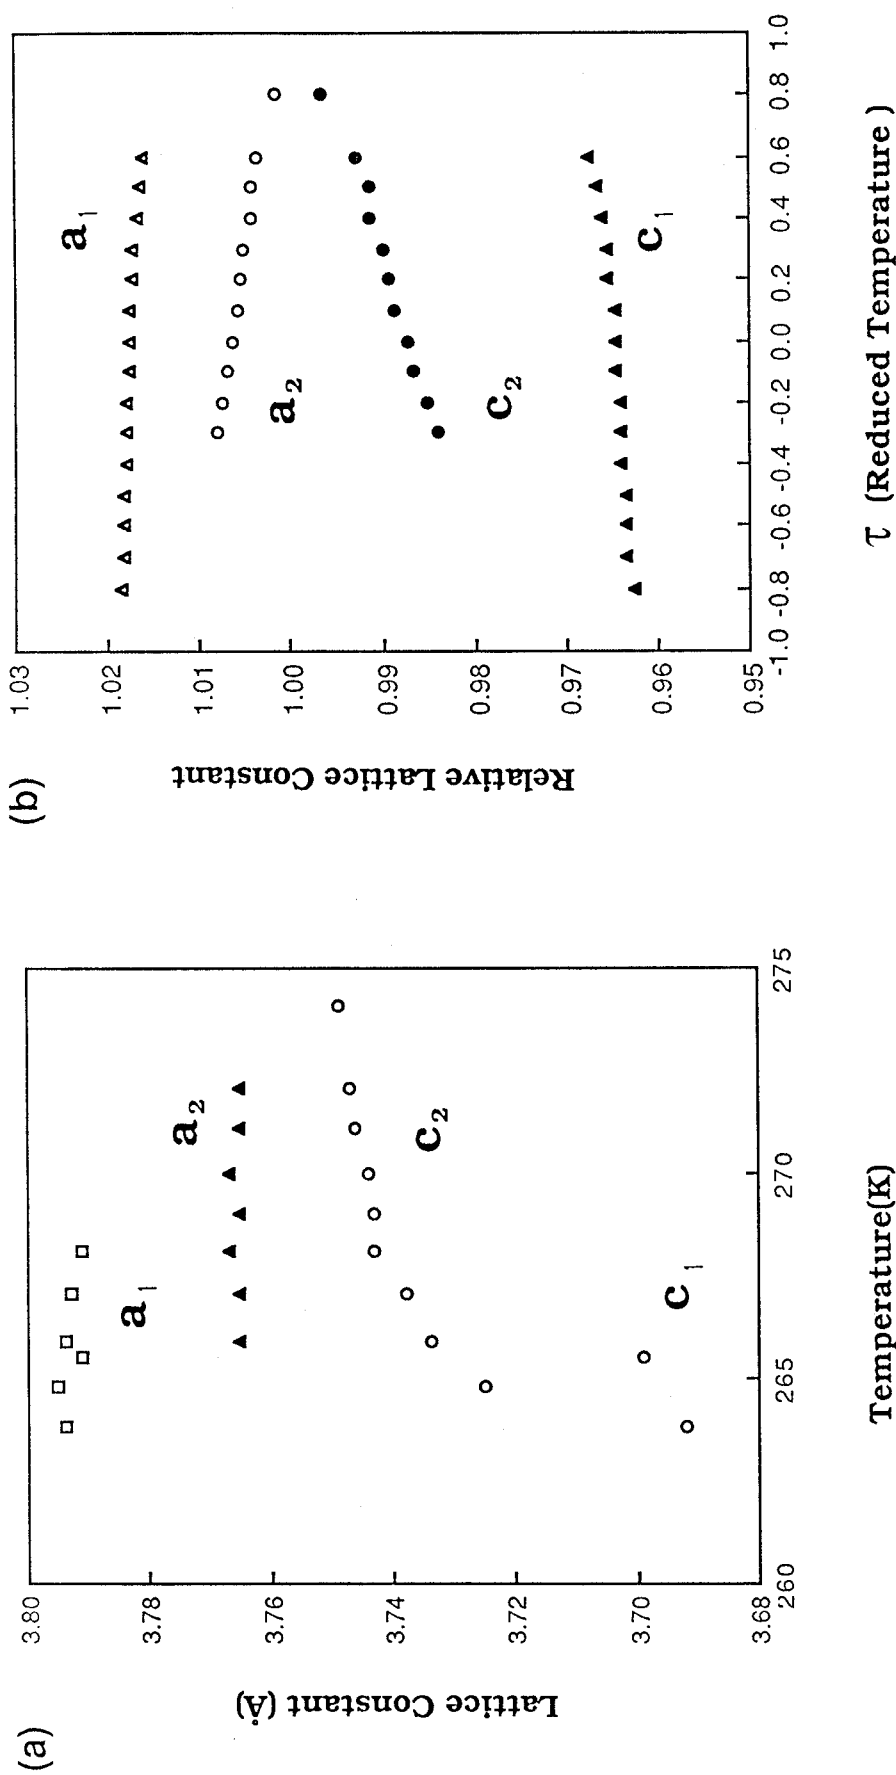 (a)
Lattice Constant (Å)
3.80
3.78
3.76
3.74
3.72
3.70
3.68
a1
a2
c2
c1
260
265
270
275
Temperature(K)
(b)
Relative Lattice Constant
1.03
1.02
1.01
1.00
0.99
0.98
0.97
0.96
0.95
a1
a2
c2
c1
-1.0 -0.8 -0.6 -0.4 -0.2 0.0 0.2 0.4 0.6 0.8 1.0
τ (Reduced Temperature )